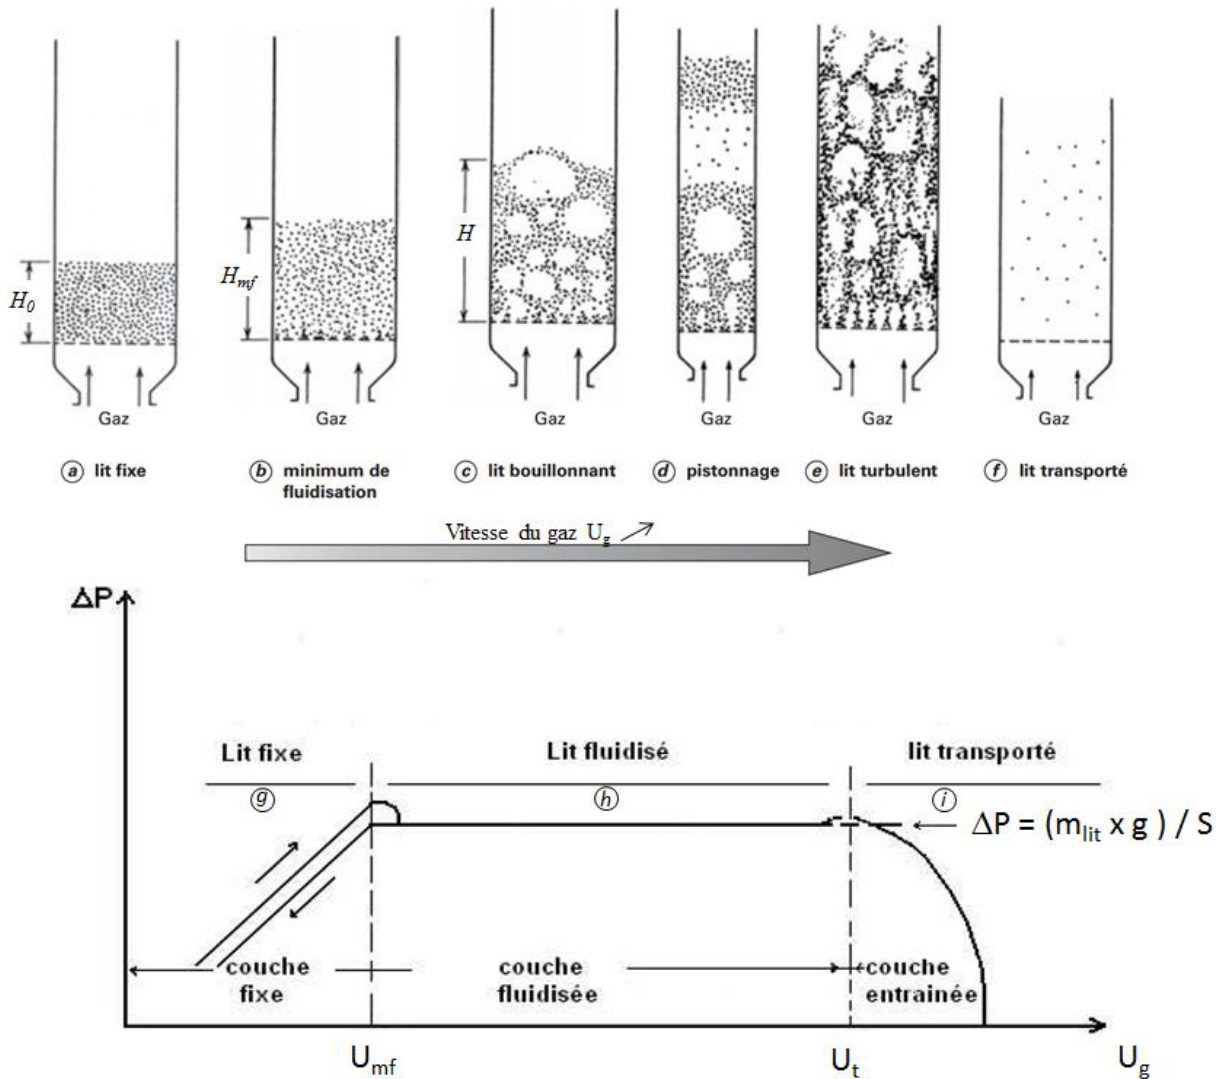 H0
Hmf
H
Gaz
Gaz
Gaz
Gaz
Gaz
Gaz
a lit fixe
b minimum de
fluidisation
c lit bouillonnant
d pistonnage
e lit turbulent
f lit transporté
Vitesse du gaz Ug
ΔP
Lit fixe
Lit fluidisé
lit transporté
g
h
i
ΔP = (mlit x g ) / S
couche
fixe
couche
fluidisée
couche
entrainée
Umf
Ut
Ug